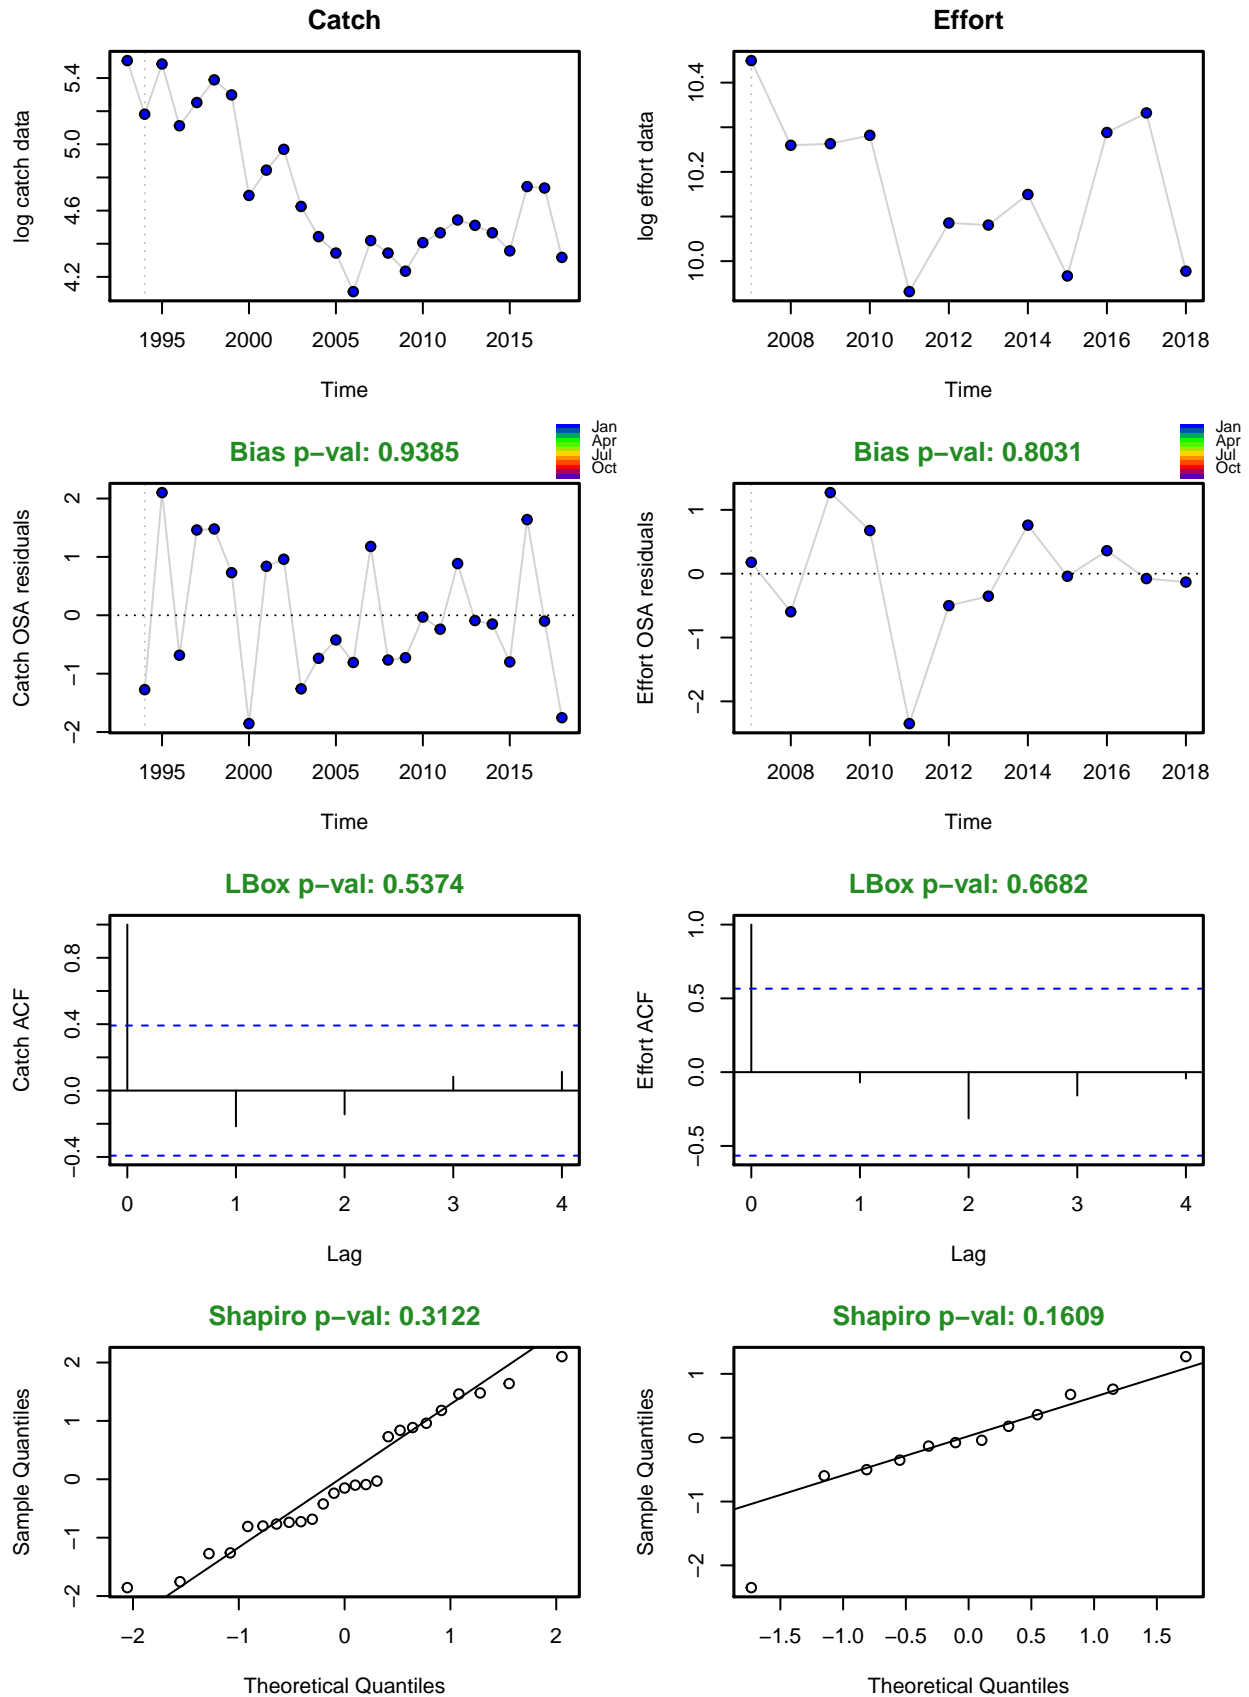 Catch
log catch data
4.2 4.6 5.0 5.4
1995 2000 2005 2010 2015
Time
Effort
log effort data
10.0 10.2 10.4
2008 2010 2012 2014 2016 2018
Time
Bias p−val: 0.9385
Jan
Apr
Jul
Oct
Catch OSA residuals
−2 −1 0 1 2
1995 2000 2005 2010 2015
Time
Bias p−val: 0.8031
Jan
Apr
Jul
Oct
Effort OSA residuals
−2 −1 0 1
2008 2010 2012 2014 2016 2018
Time
LBox p−val: 0.5374
Catch ACF
−0.4 0.0 0.4 0.8
0 1 2 3 4
Lag
LBox p−val: 0.6682
Effort ACF
−0.5 0.0 0.5 1.0
0 1 2 3 4
Lag
Shapiro p−val: 0.3122
Sample Quantiles
−2 −1 0 1 2
−2 −1 0 1 2
Theoretical Quantiles
Shapiro p−val: 0.1609
Sample Quantiles
−2 −1 0 1
−1.5 −1.0 −0.5 0.0 0.5 1.0 1.5
Theoretical Quantiles